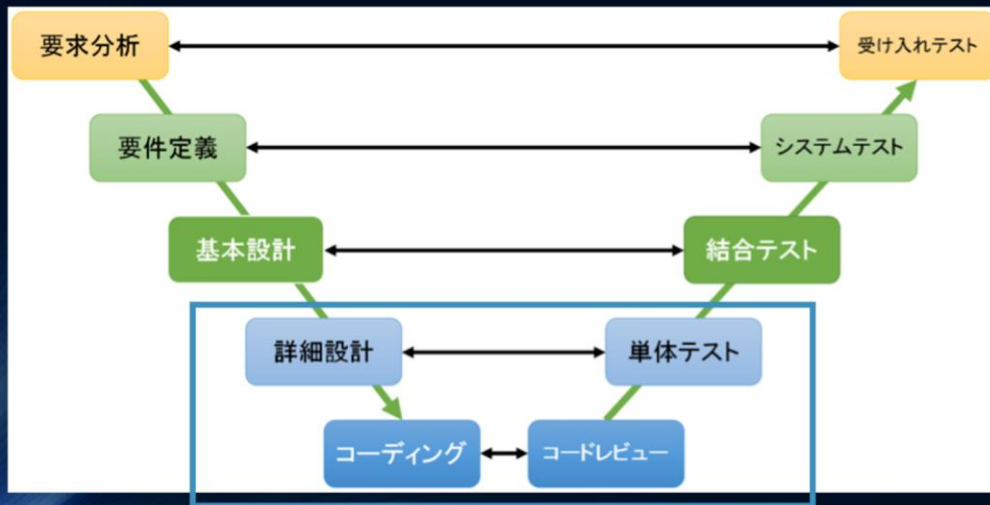 要求分析
受け入れテスト
要件定義
システムテスト
基本設計
結合テスト
詳細設計
単体テスト
コーディング
コードレビュー